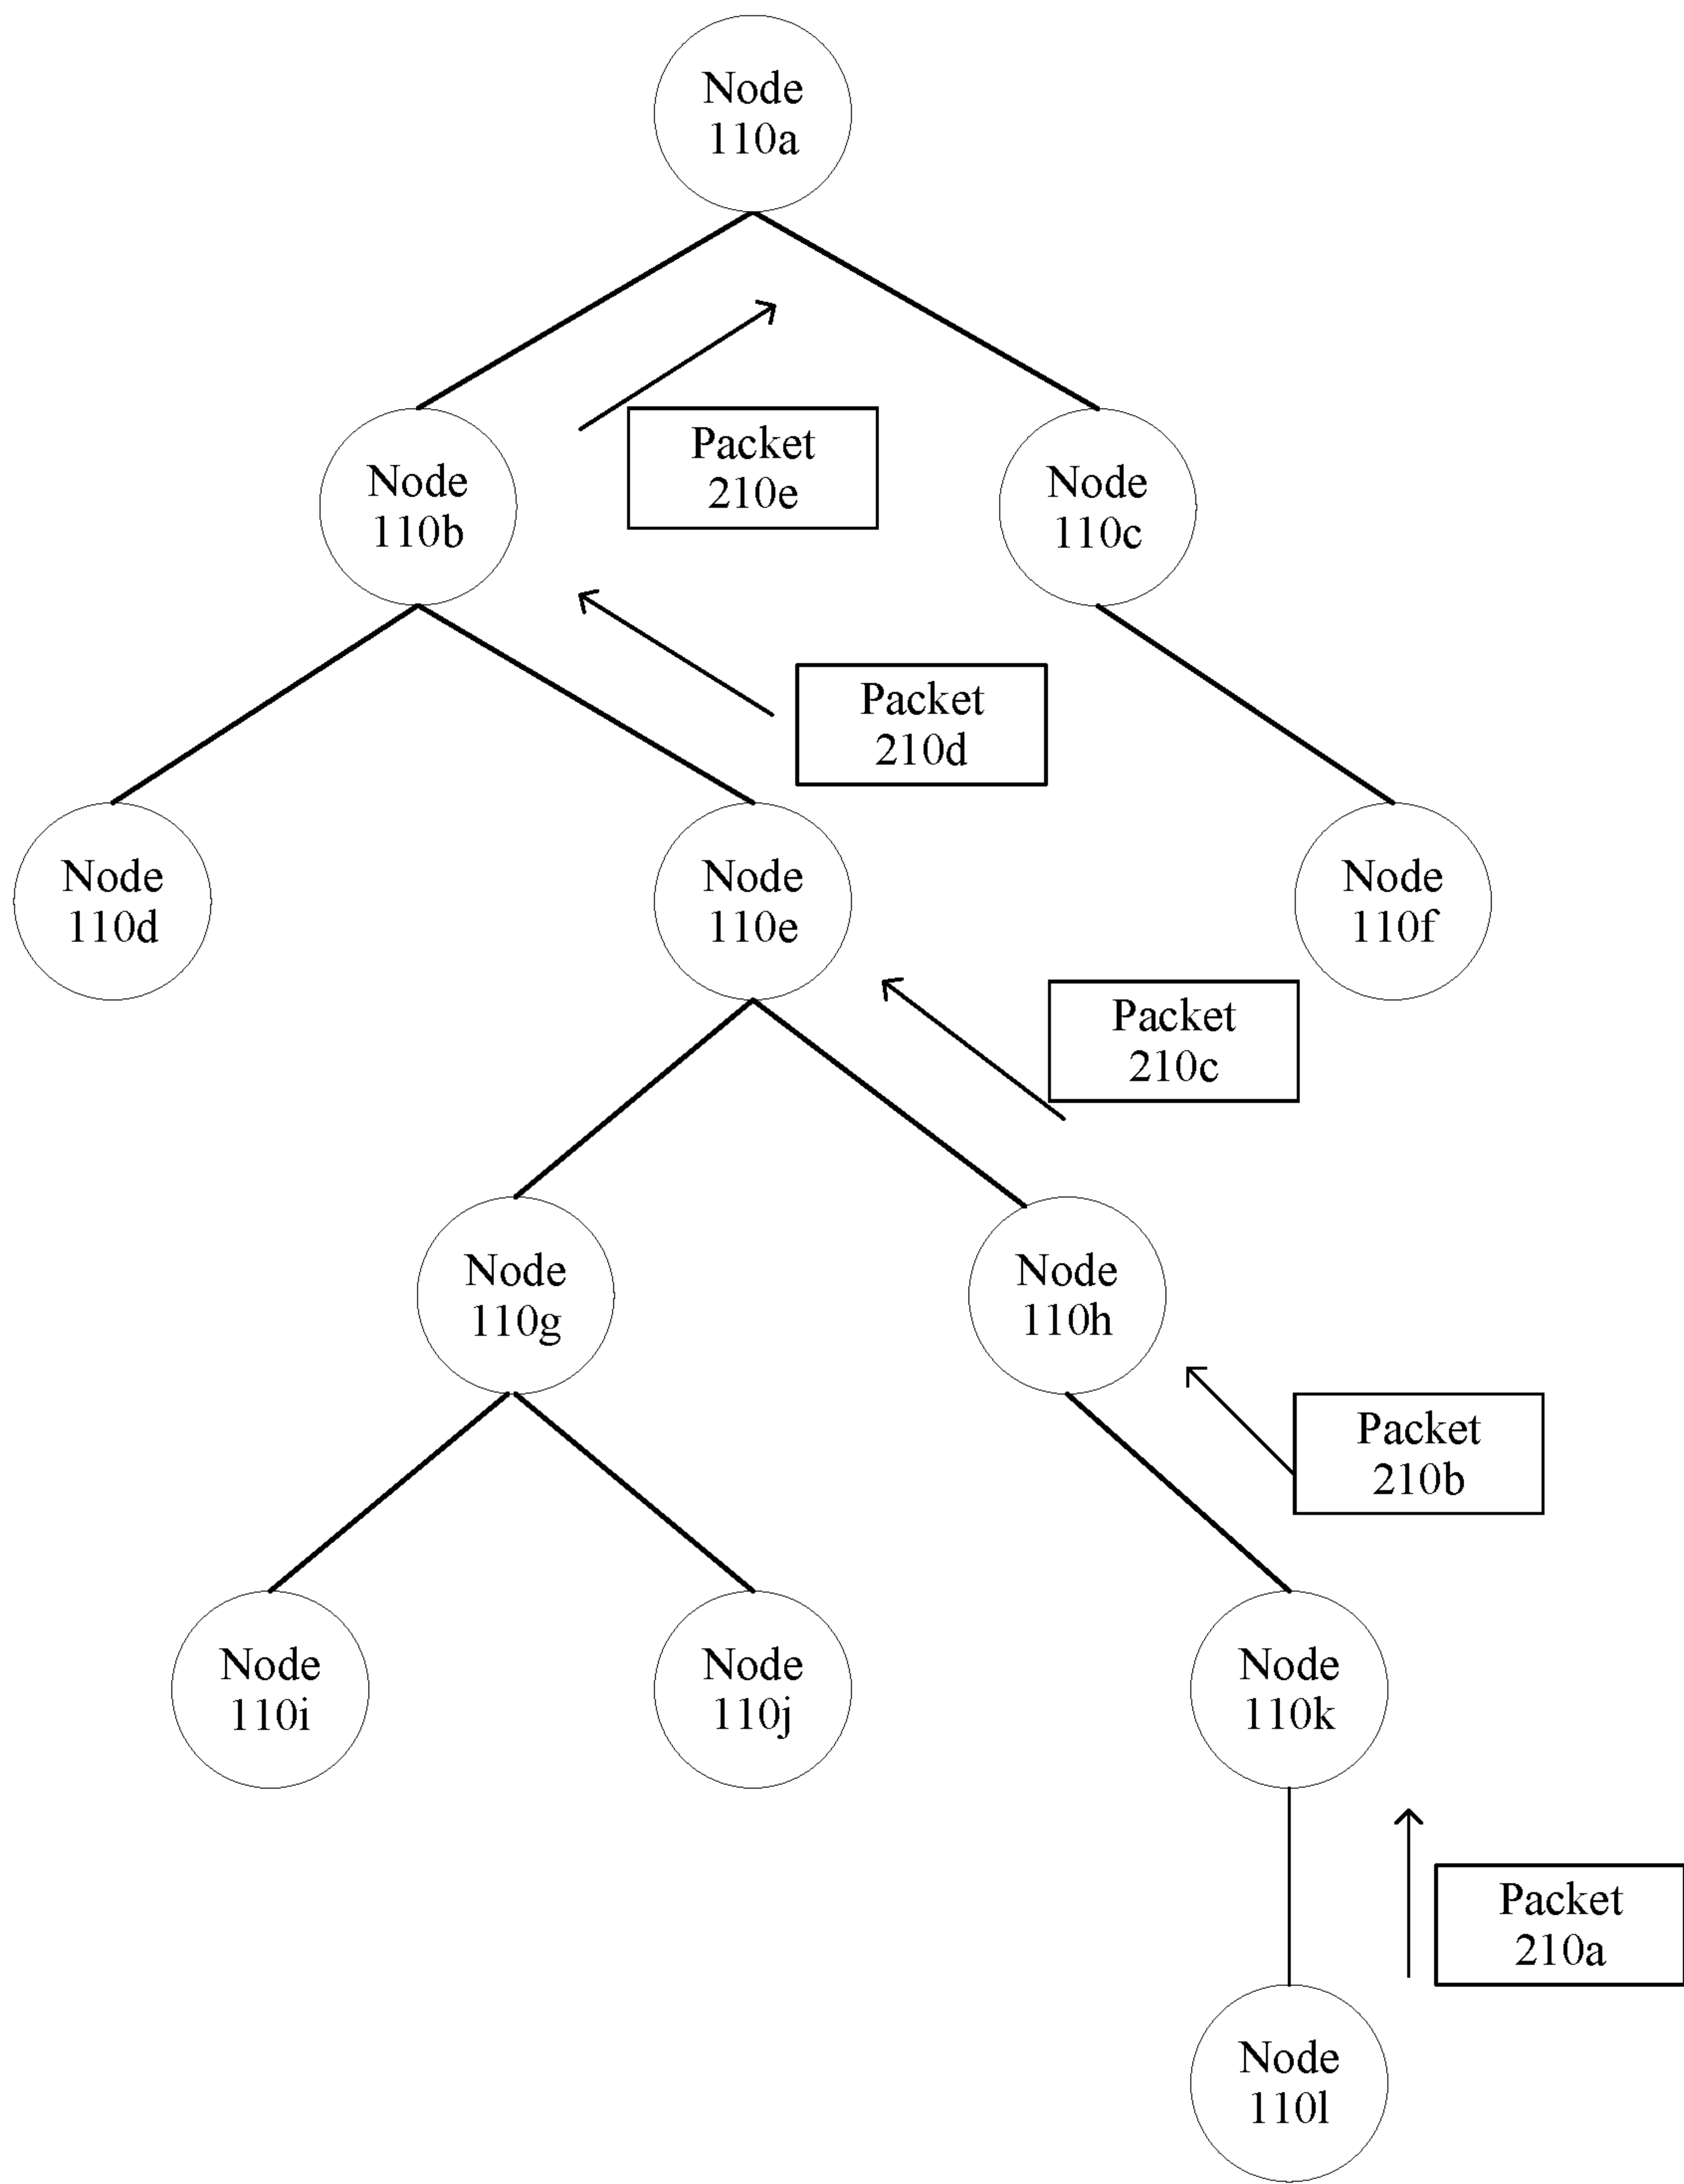 Node
110a
Packet
210e
Node
110b
Node
110c
Packet
210d
Node
110d
Node
110e
Node
110f
Packet
210c
Node
110g
Node
110h
Packet
210b
Node
110i
Node
110j
Node
110k
Packet
210a
Node
110l